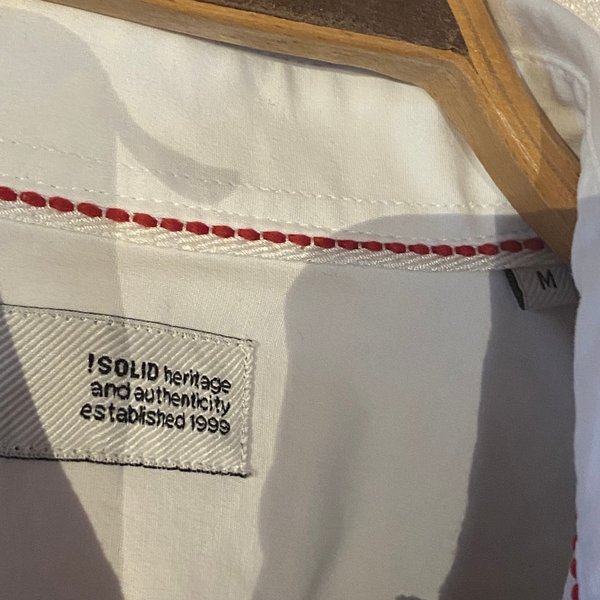 M
!SOLID heritage
and authenticity
established 1999